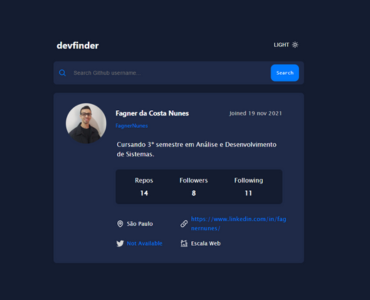 devfinder
LIGHT
Search Github username..
Search
Fagner da Costa Nunes
Joined 19 nov 2021
FagnerNunes
Cursando 3° semestre em Análise e Desenvolvimento
de Sistemas.
Repos
Followers
Following
14
8
11
São Paulo
https://www.linkedin.com/in/fag
nernunes/
Not Available
Escala Web